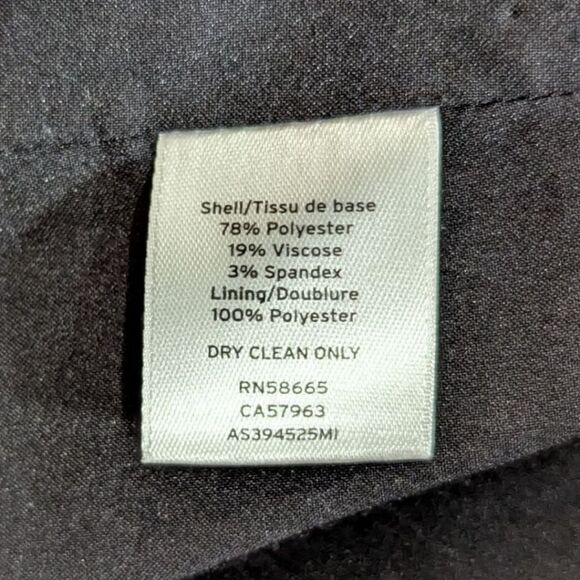 Shell/Tissu de base
78% Polyester
19% Viscose
3% Spandex
Lining/Doublure
100% Polyester
DRY CLEAN ONLY
RN58665
CA57963
AS394525MI